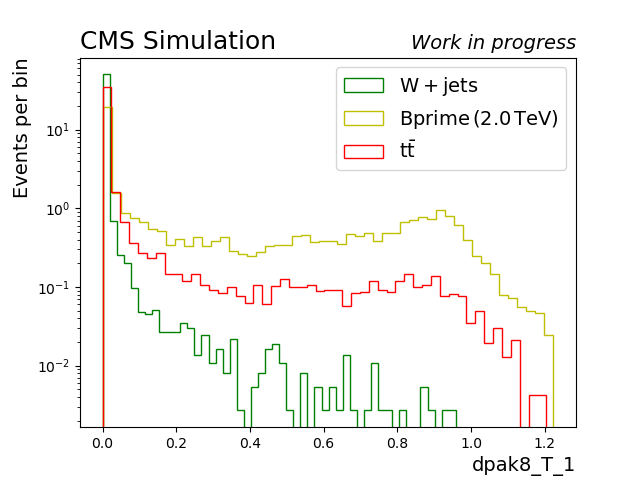 CMS Simulation Work in progress
Events per bin
W + jets
Bprime (2.0 TeV)
tt̄
10¹
10⁰
10⁻¹
10⁻²
0.0 0.2 0.4 0.6 0.8 1.0 1.2
dpak8_T_1